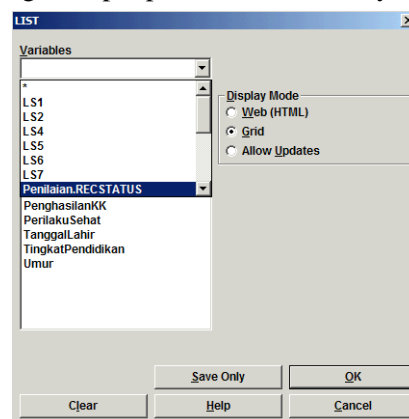 LIST
Variables
*
LS1
LS2
LS4
LS5
LS6
LS7
Penilaian.RECSTATUS
PenghasilanKK
PerilakuSehat
TanggalLahir
TingkatPendidikan
Umur
Display Mode
Web (HTML)
Grid
Allow Updates
Save Only
OK
Clear
Help
Cancel